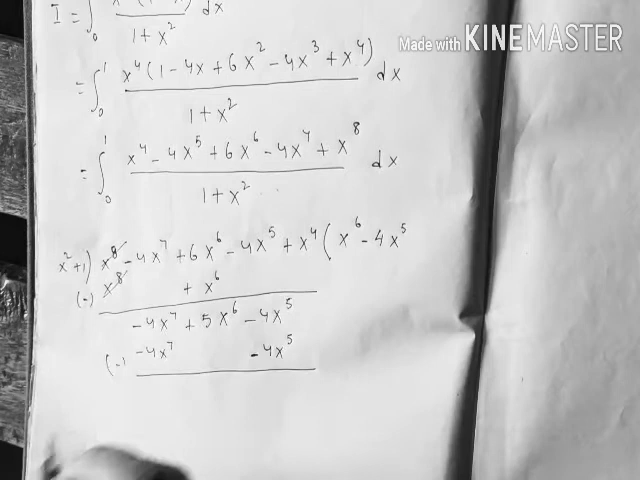 I = ∫₀ dx
1 + x²
Made with KINEMASTER
= ∫₀¹ x⁴(1 - 4x + 6x² - 4x³ + x⁴) dx
1 + x²
= ∫₀¹ x⁴ - 4x⁵ + 6x⁶ - 4x⁷ + x⁸ dx
1 + x²
x² + 1) x⁸ - 4x⁷ + 6x⁶ - 4x⁵ + x⁴ ( x⁶ - 4x⁵
(-) x⁸ + x⁶
- 4x⁷ + 5x⁶ - 4x⁵
(-) - 4x⁷ - 4x⁵